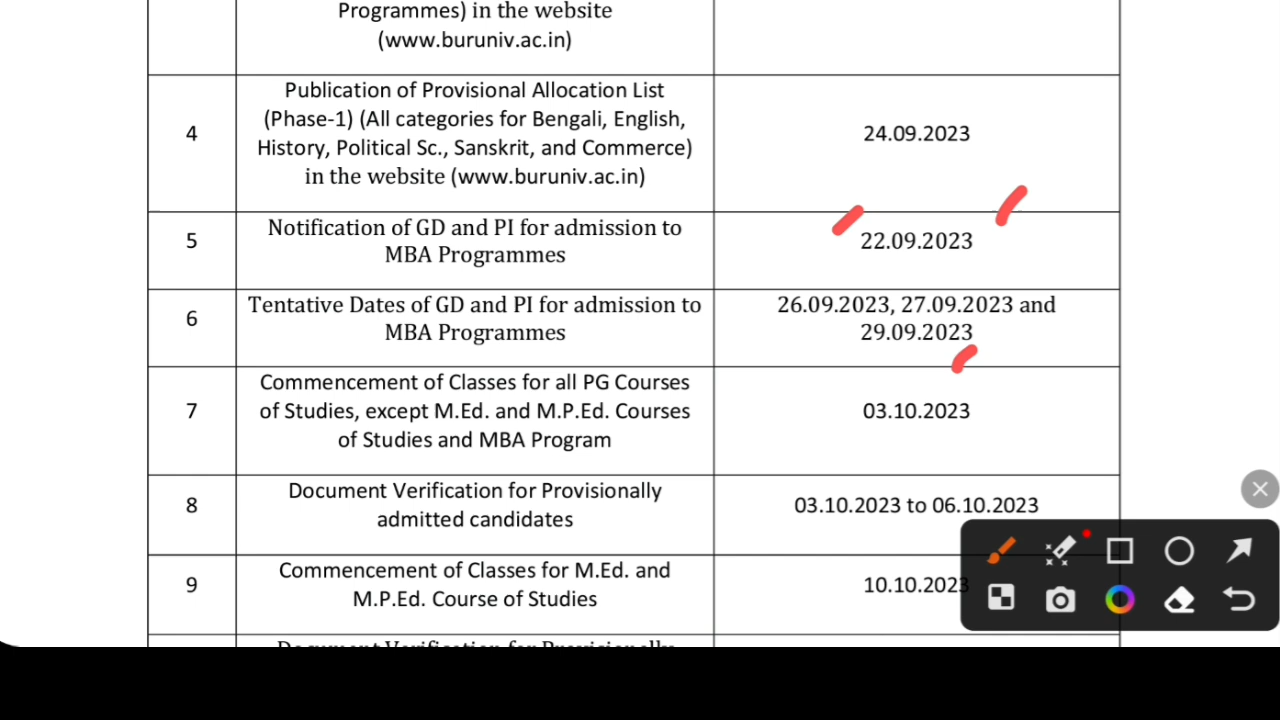 Programmes) in the website
(www.buruniv.ac.in)
4
Publication of Provisional Allocation List
(Phase-1) (All categories for Bengali, English,
History, Political Sc., Sanskrit, and Commerce)
in the website (www.buruniv.ac.in)
24.09.2023
5
Notification of GD and PI for admission to
MBA Programmes
22.09.2023
6
Tentative Dates of GD and PI for admission to
MBA Programmes
26.09.2023, 27.09.2023 and
29.09.2023
7
Commencement of Classes for all PG Courses
of Studies, except M.Ed. and M.P.Ed. Courses
of Studies and MBA Program
03.10.2023
8
Document Verification for Provisionally
admitted candidates
03.10.2023 to 06.10.2023
9
Commencement of Classes for M.Ed. and
M.P.Ed. Course of Studies
10.10.2023
Document Verification for Provisionally